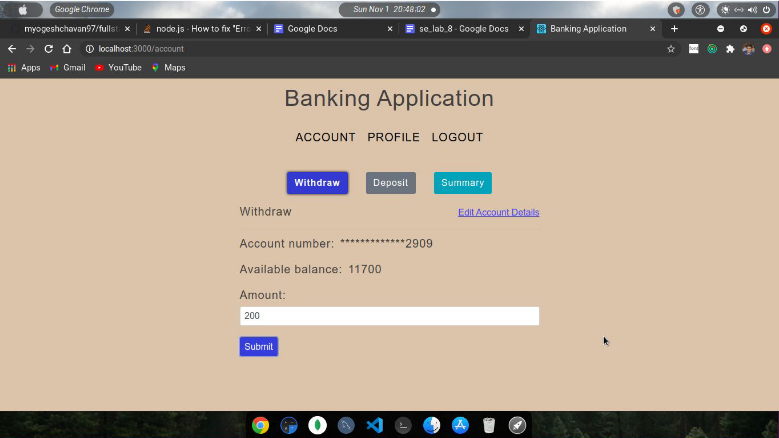 Google Chrome
Sun Nov 1 20:48:02
myogeshchavan97/fullst
node.js - How to fix "Erro
Google Docs
se_lab_8 - Google Docs
Banking Application
localhost:3000/account
Apps Gmail YouTube Maps
Banking Application
ACCOUNT PROFILE LOGOUT
Withdraw Deposit Summary
Withdraw Edit Account Details
Account number: *************2909
Available balance: 11700
Amount:
200
Submit